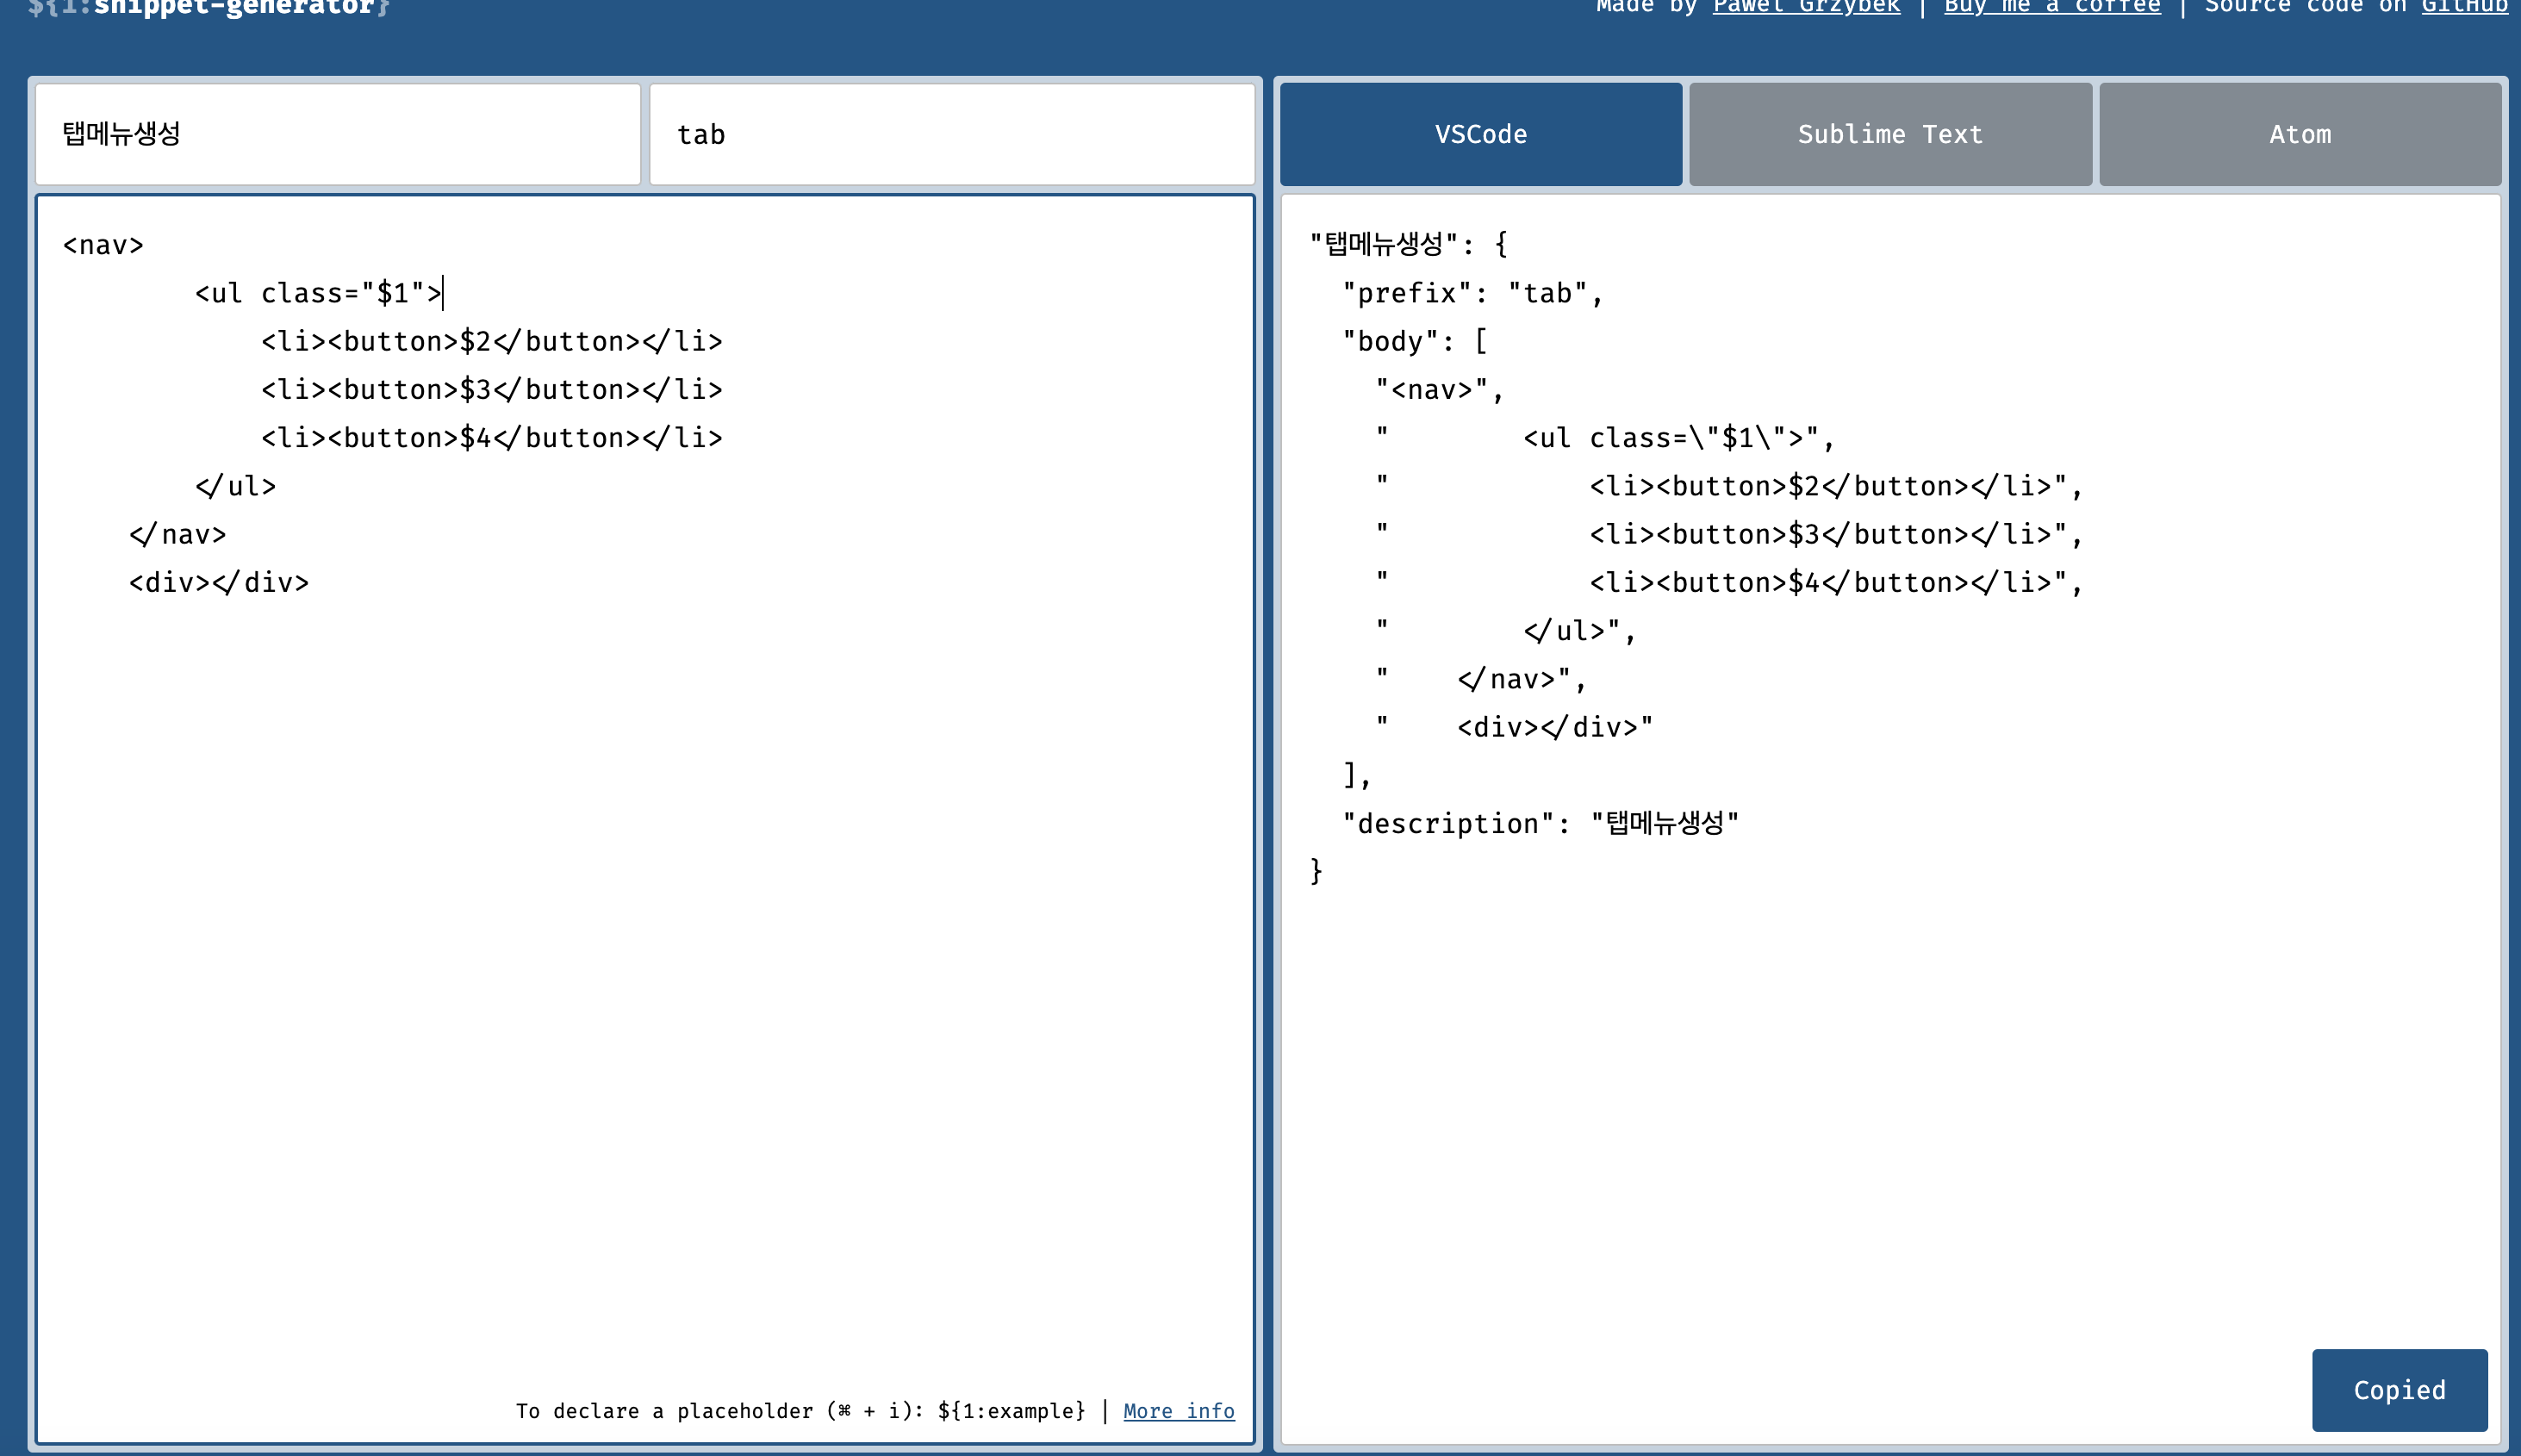 ${1:snippet-generator}
Made by Pawel Grzybek | Buy me a coffee | Source code on GitHub
탭메뉴생성
tab
<nav>
        <ul class="$1">
            <li><button>$2</button></li>
            <li><button>$3</button></li>
            <li><button>$4</button></li>
        </ul>
    </nav>
    <div></div>
To declare a placeholder (⌘ + i): ${1:example} | More info
VSCode
Sublime Text
Atom
"탭메뉴생성": {
  "prefix": "tab",
  "body": [
    "<nav>",
    "        <ul class=\"$1\">",
    "            <li><button>$2</button></li>",
    "            <li><button>$3</button></li>",
    "            <li><button>$4</button></li>",
    "        </ul>",
    "    </nav>",
    "    <div></div>"
  ],
  "description": "탭메뉴생성"
}
Copied